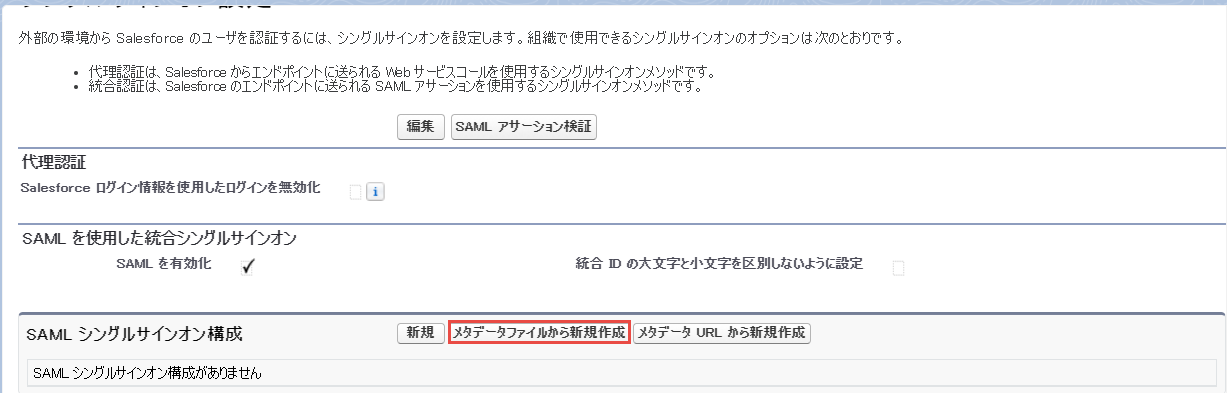 外部の環境から Salesforce のユーザを認証するには、シングルサインオンを設定します。組織で使用できるシングルサインオンのオプションは次のとおりです。
• 代理認証は、Salesforce からエンドポイントに送られる Web サービスコールを使用するシングルサインオンメソッドです。
• 統合認証は、Salesforce のエンドポイントに送られる SAML アサーションを使用するシングルサインオンメソッドです。
編集 SAML アサーション検証
代理認証
Salesforce ログイン情報を使用したログインを無効化 i
SAML を使用した統合シングルサインオン
SAML を有効化 ✓ 統合 ID の大文字と小文字を区別しないように設定
SAML シングルサインオン構成 新規 メタデータファイルから新規作成 メタデータ URL から新規作成
SAML シングルサインオン構成がありません